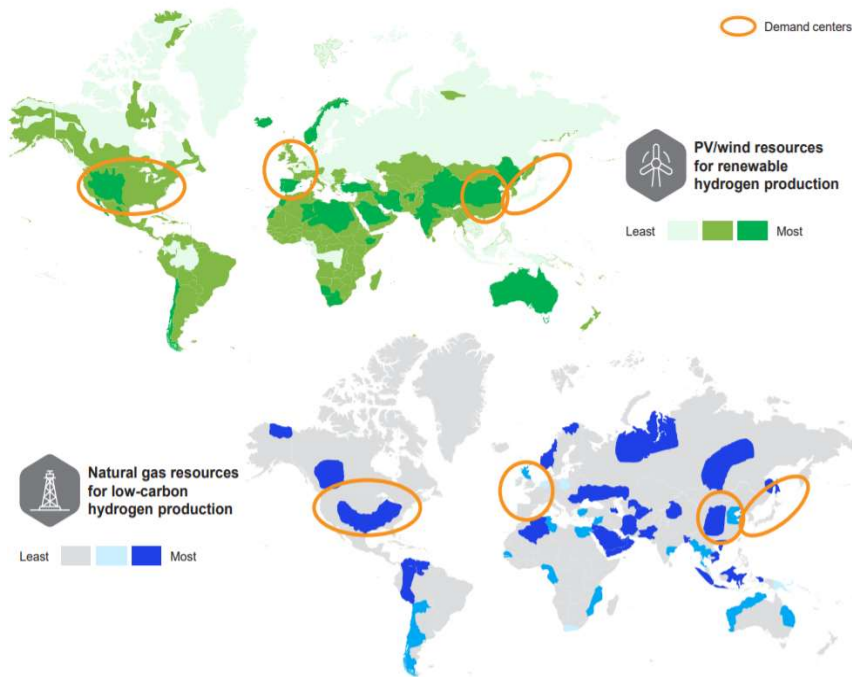 Demand centers
PV/wind resources
for renewable
hydrogen production
Least
Most
Natural gas resources
for low-carbon
hydrogen production
Least
Most